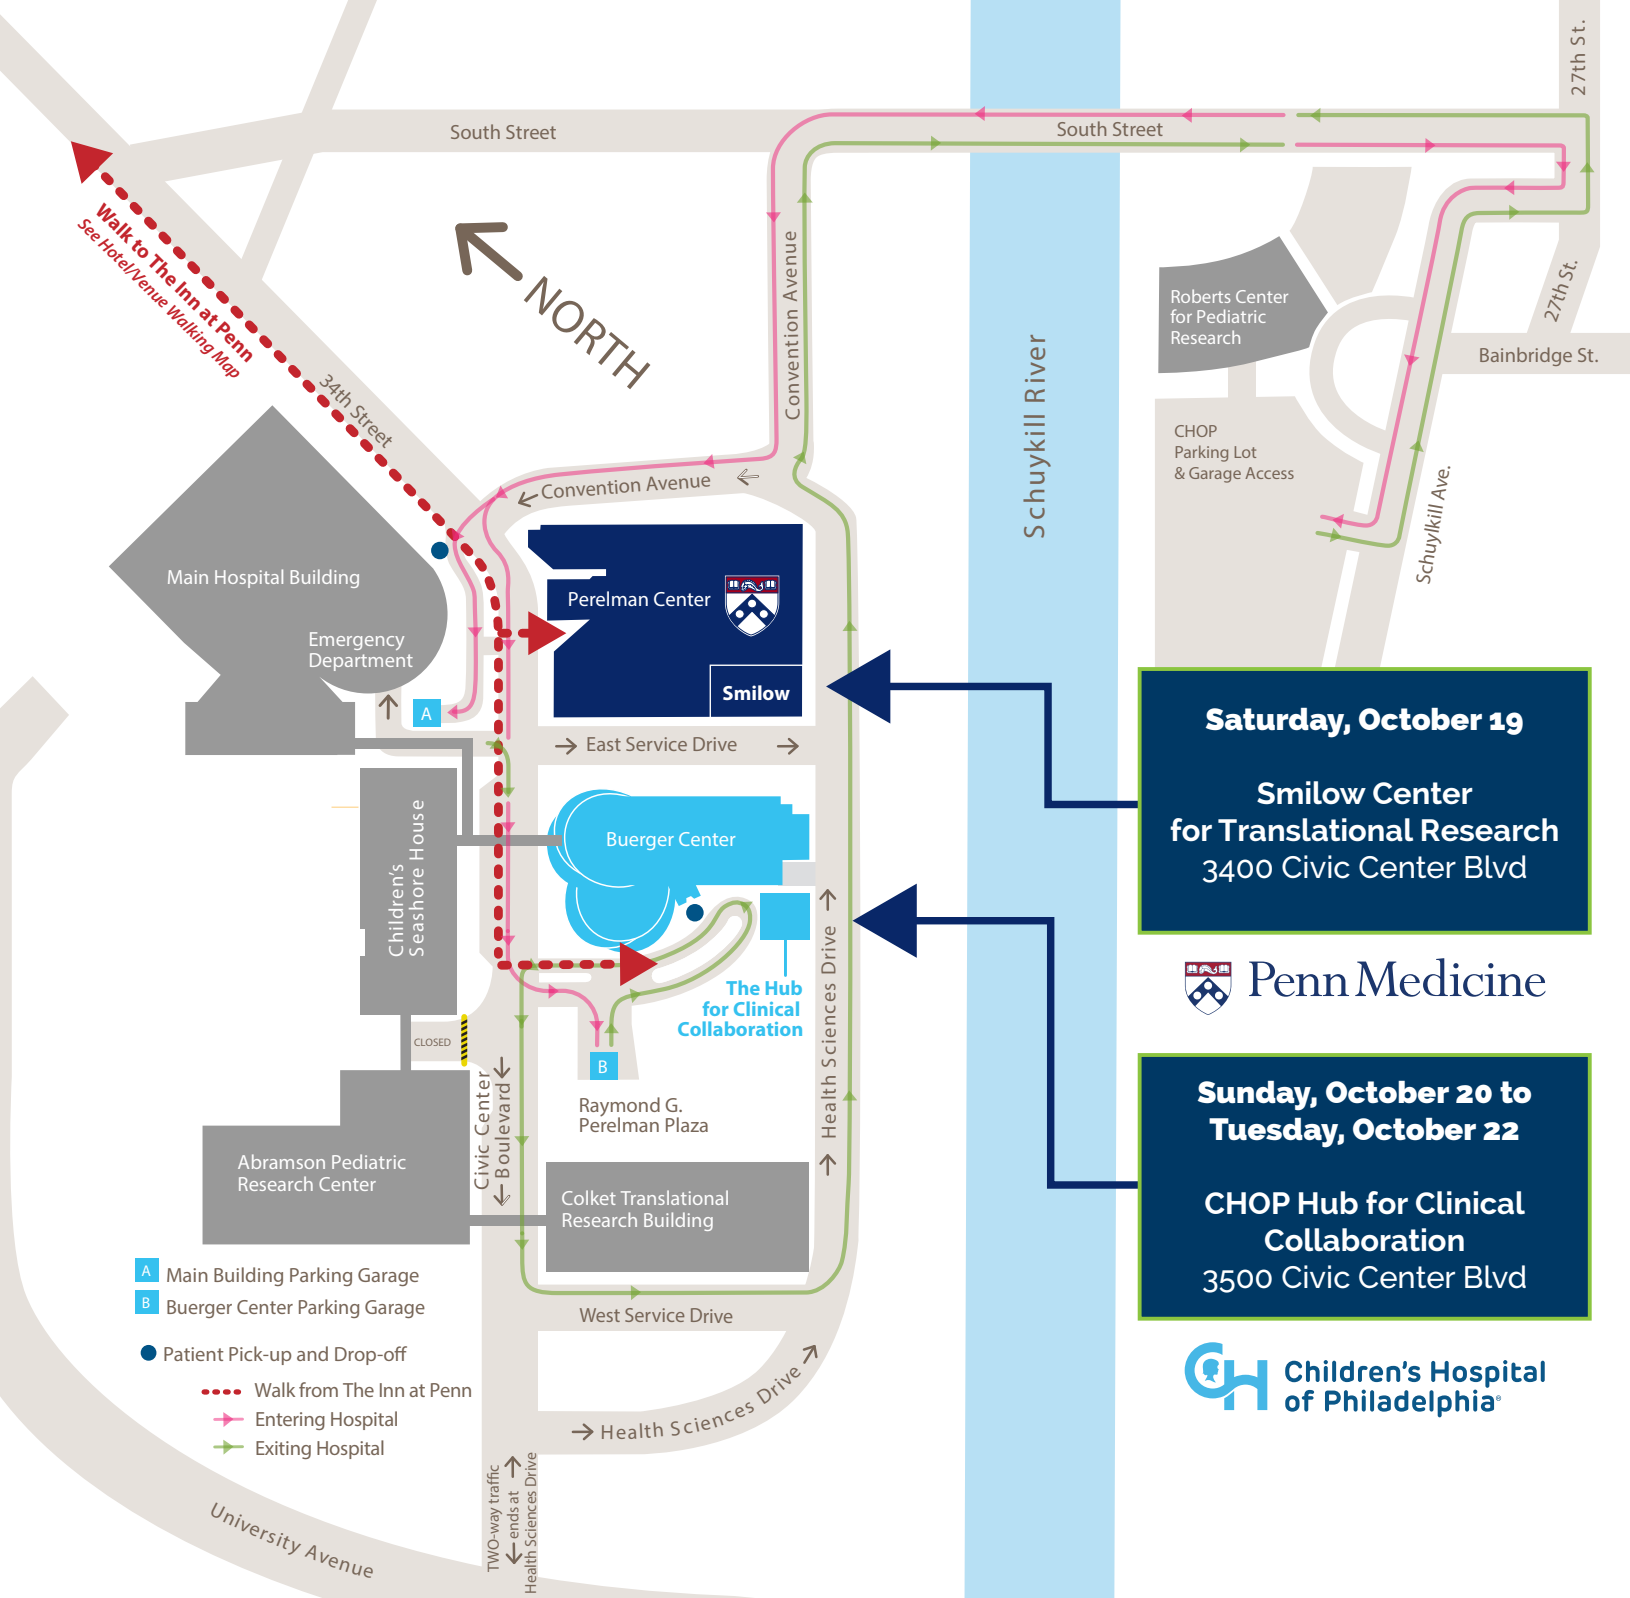 27th St.
South Street
South Street
Walk to The Inn at Penn
See Hotel/Venue Walking Map
NORTH
Convention Avenue
Roberts Center
for Pediatric
Research
27th St.
Bainbridge St.
34th Street
Schuykill River
CHOP
Parking Lot
& Garage Access
Schuylkill Ave.
Convention Avenue
Main Hospital Building
Perelman Center
Emergency
Department
Smilow
A
East Service Drive
Saturday, October 19
Smilow Center
for Translational Research
3400 Civic Center Blvd
Buerger Center
Children's
Seashore House
The Hub
for Clinical
Collaboration
Health Sciences Drive
Penn Medicine
CLOSED
B
Civic Center
Boulevard
Raymond G.
Perelman Plaza
Sunday, October 20 to
Tuesday, October 22
CHOP Hub for Clinical
Collaboration
3500 Civic Center Blvd
Abramson Pediatric
Research Center
Colket Translational
Research Building
A Main Building Parking Garage
B Buerger Center Parking Garage
West Service Drive
Patient Pick-up and Drop-off
Walk from The Inn at Penn
Entering Hospital
Exiting Hospital
Health Sciences Drive
Children's Hospital
of Philadelphia®
TWO-way traffic
ends at
Health Sciences Drive
University Avenue